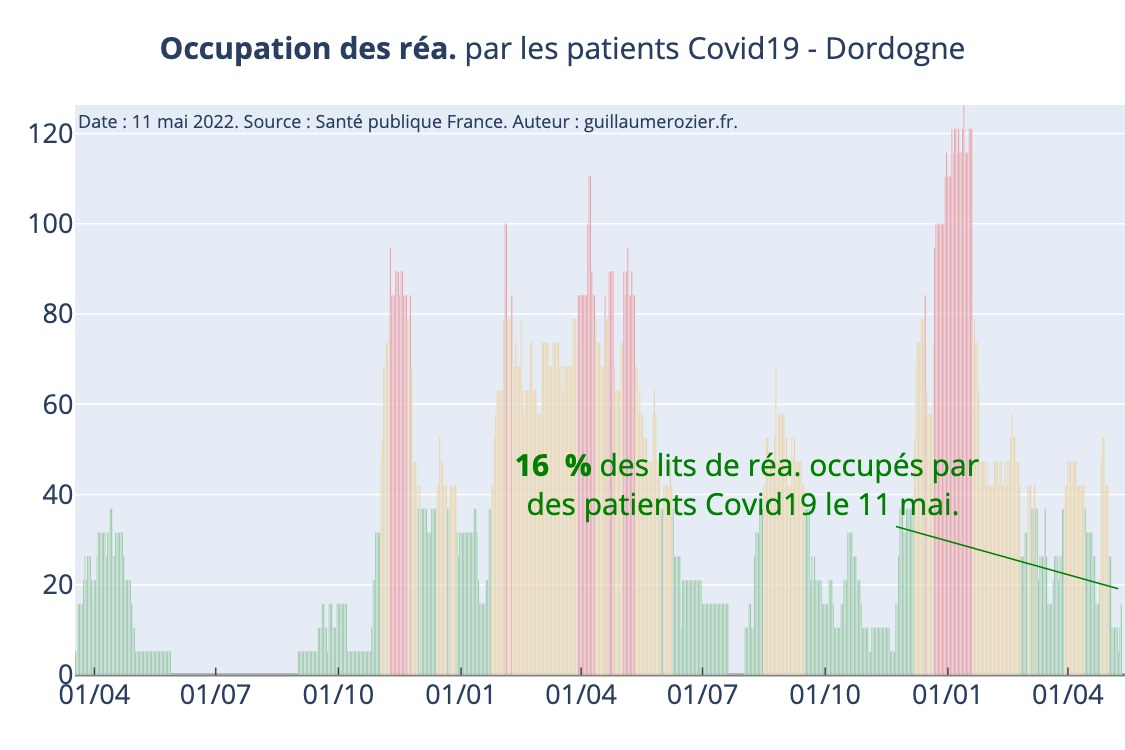 Occupation des réa. par les patients Covid19 - Dordogne
Date : 11 mai 2022. Source : Santé publique France. Auteur : guillaumerozier.fr.
120
100
80
60
40
20
0
16 % des lits de réa. occupés par
des patients Covid19 le 11 mai.
01/04 01/07 01/10 01/01 01/04 01/07 01/10 01/01 01/04